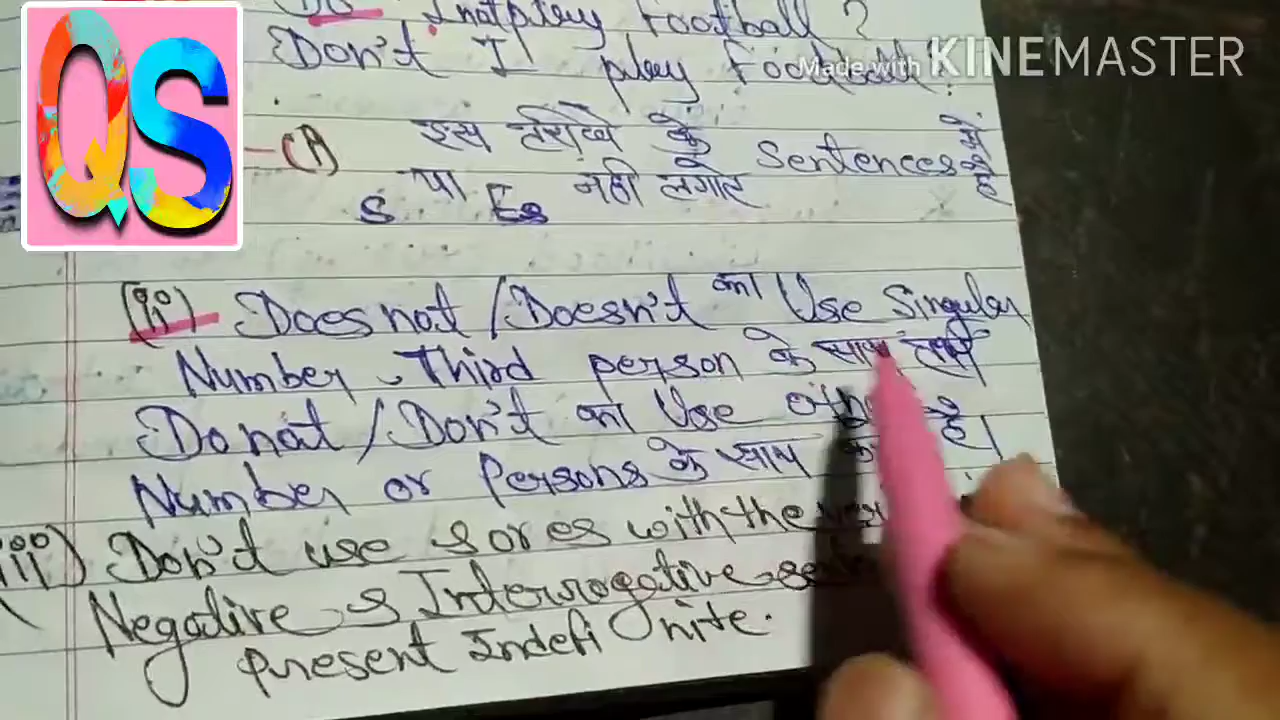 QS
Made with KINEMASTER
Do I not play Football ?
Don't I play Football ?
(A) इस तरीके के Sentences में
S या Es नहीं लगाते है
(ii) Does not / Doesn't का Use Singular
Number, Third person के साथ तथा
Do not / Don't का Use
Number or Persons के साथ है।
(iii) Don't use s or es with the
Negative & Interrogative
present Indefinite.